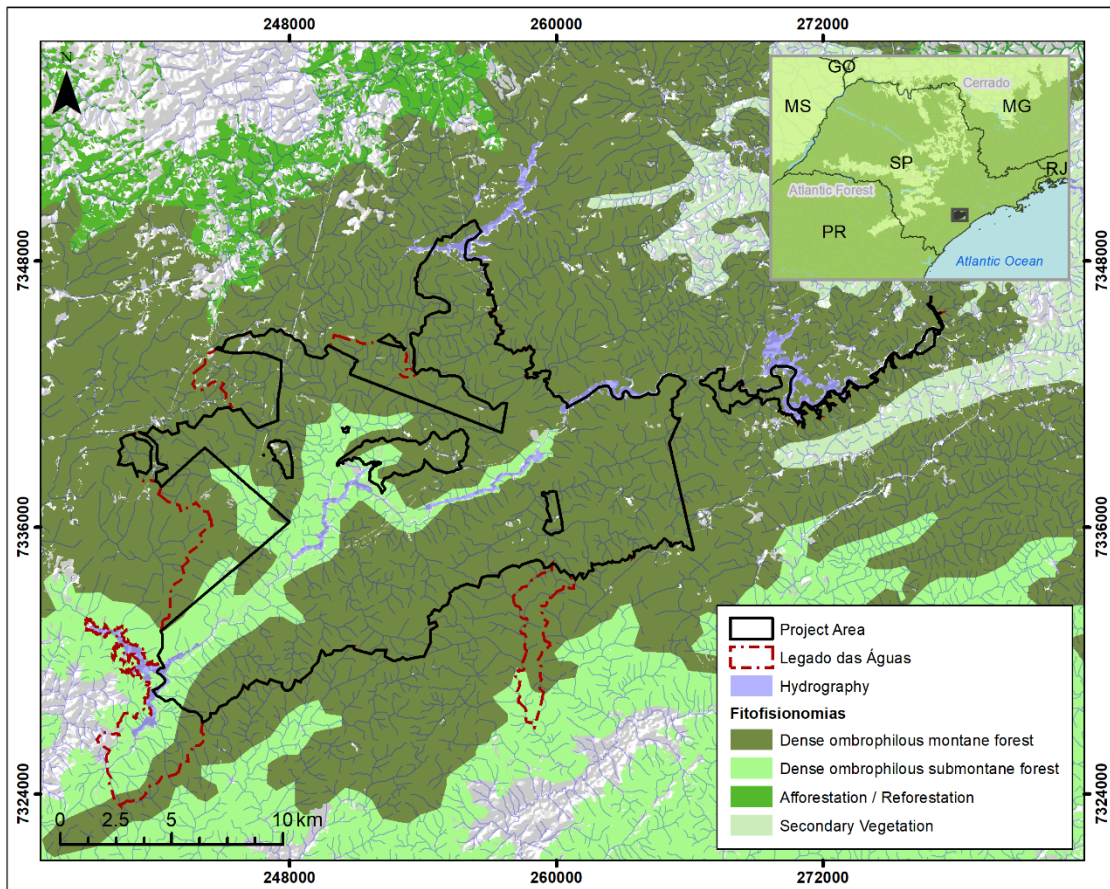 248000 260000 272000
N
GO
Cerrado
MS
MG
SP
RJ
Atlantic Forest
PR
Atlantic Ocean
7348000 7348000
7336000 7336000
7324000 7324000
Project Area
Legado das Águas
Hydrography
Fitofisionomias
Dense ombrophilous montane forest
Dense ombrophilous submontane forest
Afforestation / Reforestation
Secondary Vegetation
0 2.5 5 10 km
248000 260000 272000